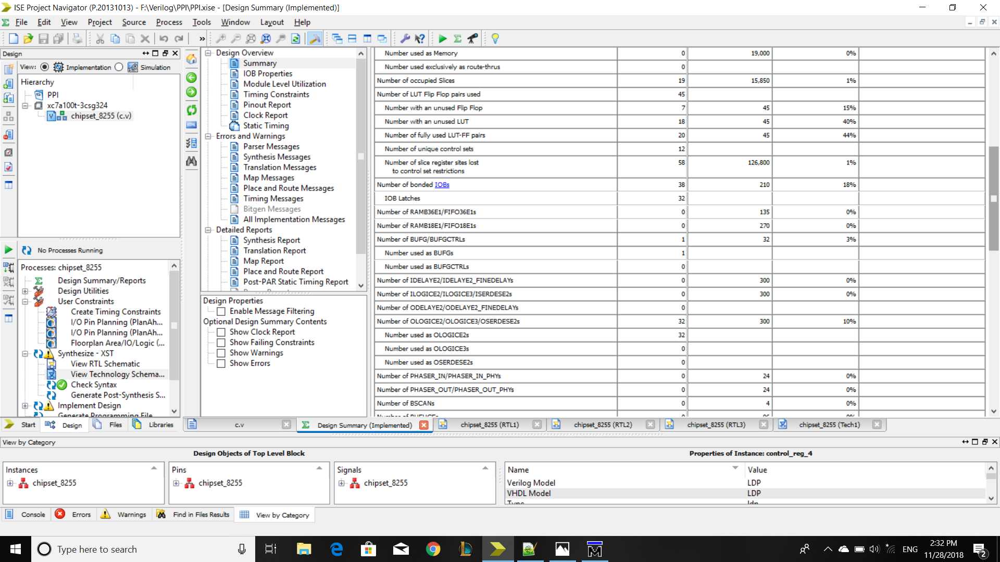 ISE Project Navigator (P.20131013) - F:\Verilog\PPI\PPI.xise - [Design Summary (Implemented)]
File Edit View Project Source Process Tools Window Layout Help
Design
View: Implementation Simulation
Hierarchy
PPI
xc7a100t-3csg324
chipset_8255 (c.v)
No Processes Running
Processes: chipset_8255
Design Summary/Reports
Design Utilities
User Constraints
Create Timing Constraints
I/O Pin Planning (PlanAh...
I/O Pin Planning (PlanAh...
Floorplan Area/IO/Logic (...
Synthesize - XST
View RTL Schematic
View Technology Schema...
Check Syntax
Generate Post-Synthesis S...
Implement Design
Generate Programming File
Start Design Files Libraries
Design Overview
Summary
IOB Properties
Module Level Utilization
Timing Constraints
Pinout Report
Clock Report
Static Timing
Errors and Warnings
Parser Messages
Synthesis Messages
Translation Messages
Map Messages
Place and Route Messages
Timing Messages
Bitgen Messages
All Implementation Messages
Detailed Reports
Synthesis Report
Translation Report
Map Report
Place and Route Report
Post-PAR Static Timing Report
Design Properties
Enable Message Filtering
Optional Design Summary Contents
Show Clock Report
Show Failing Constraints
Show Warnings
Show Errors
Number used as Memory 0 19,000 0%
Number used exclusively as route-thrus 0
Number of occupied Slices 19 15,850 1%
Number of LUT Flip Flop pairs used 45
Number with an unused Flip Flop 7 45 15%
Number with an unused LUT 18 45 40%
Number of fully used LUT-FF pairs 20 45 44%
Number of unique control sets 12
Number of slice register sites lost
to control set restrictions 58 126,800 1%
Number of bonded IOBs 38 210 18%
IOB Latches 32
Number of RAMB36E1/FIFO36E1s 0 135 0%
Number of RAMB18E1/FIFO18E1s 0 270 0%
Number of BUFG/BUFGCTRLs 1 32 3%
Number used as BUFGs 1
Number used as BUFGCTRLs 0
Number of IDELAYE2/IDELAYE2_FINEDELAYs 0 300 0%
Number of ILOGICE2/ILOGICE3/ISERDESE2s 0 300 0%
Number of ODELAYE2/ODELAYE2_FINEDELAYs 0
Number of OLOGICE2/OLOGICE3/OSERDESE2s 32 300 10%
Number used as OLOGICE2s 32
Number used as OLOGICE3s 0
Number used as OSERDESE2s 0
Number of PHASER_IN/PHASER_IN_PHYs 0 24 0%
Number of PHASER_OUT/PHASER_OUT_PHYs 0 24 0%
Number of BSCANs 0 4 0%
c.v Design Summary (Implemented) chipset_8255 (RTL1) chipset_8255 (RTL2) chipset_8255 (RTL3) chipset_8255 (Tech1)
View by Category
Design Objects of Top Level Block
Properties of Instance: control_reg_4
Instances Pins Signals Name Value
chipset_8255 chipset_8255 chipset_8255
Verilog Model LDP
VHDL Model LDP
Type ldp
Console Errors Warnings Find in Files Results View by Category
Type here to search
ENG
2:32 PM
11/28/2018
2